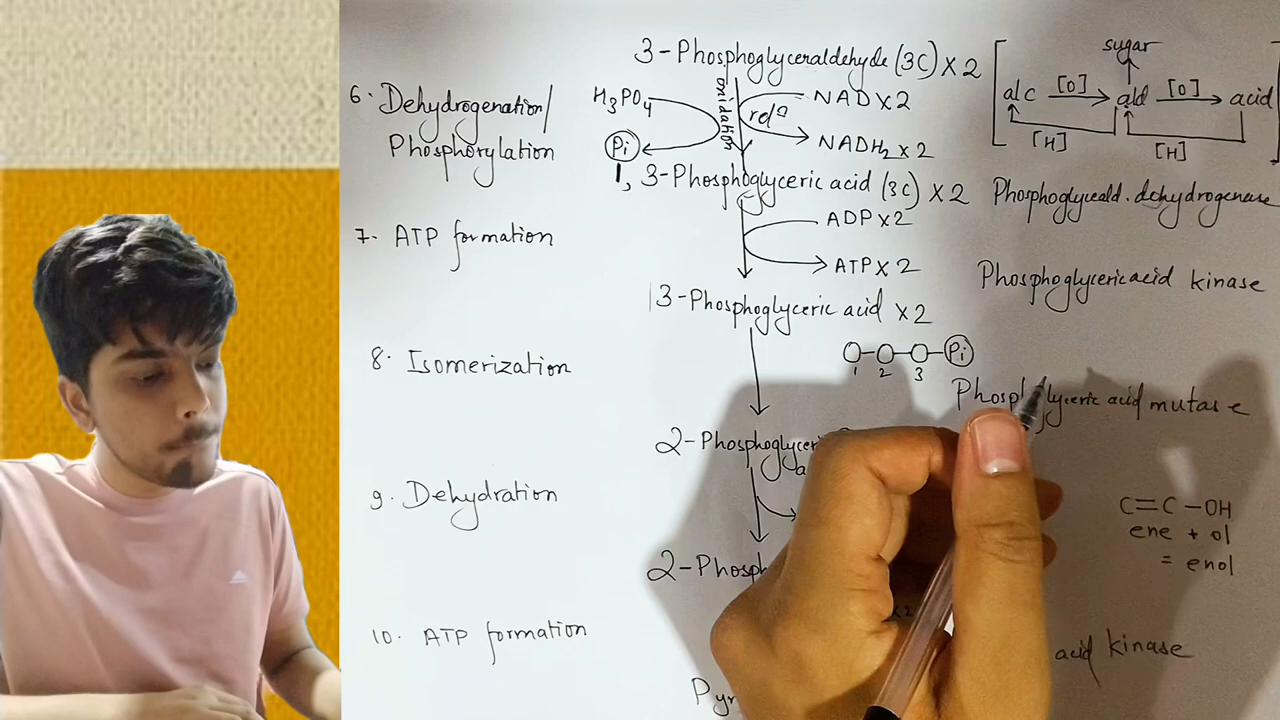 3-Phosphoglyceraldehyde (3C) x 2
sugar
alc [O] ald [O] acid
[H] [H]
6. Dehydrogenation/
Phosphorylation
H3PO4
oxidation
redn
NAD x 2
Pi
NADH2 x 2
1, 3-Phosphoglyceric acid (3C) x 2
Phosphoglyceald. dehydrogenase
7. ATP formation
ADP x 2
ATP x 2
Phosphoglyceric acid kinase
3-Phosphoglyceric acid x 2
Pi
1 2 3
8. Isomerization
acid mutase
2-Phosphoglyceri
9. Dehydration
C=C-OH
ene + ol
= enol
2-Phosph
10. ATP formation
acid kinase
Pyr